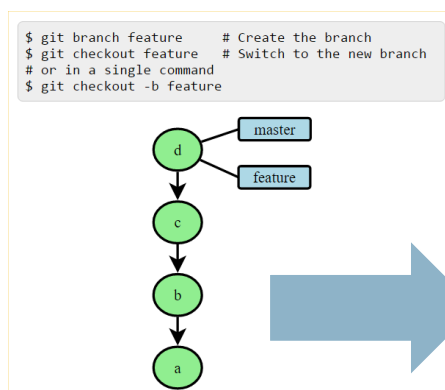 $ git branch feature     # Create the branch
$ git checkout feature   # Switch to the new branch
# or in a single command
$ git checkout -b feature
master
d
feature
c
b
a